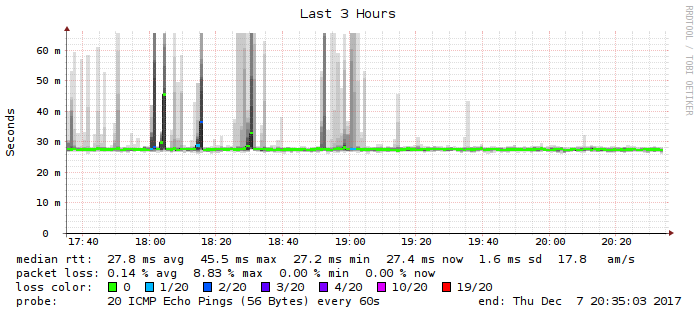 Last 3 Hours
RRDTOOL / TOBI OETIKER
Seconds
60 m
50 m
40 m
30 m
20 m
10 m
0
17:40 18:00 18:20 18:40 19:00 19:20 19:40 20:00 20:20
median rtt: 27.8 ms avg 45.5 ms max 27.2 ms min 27.4 ms now 1.6 ms sd 17.8 am/s
packet loss: 0.14 % avg 8.83 % max 0.00 % min 0.00 % now
loss color: 0 1/20 2/20 3/20 4/20 10/20 19/20
probe: 20 ICMP Echo Pings (56 Bytes) every 60s end: Thu Dec 7 20:35:03 2017